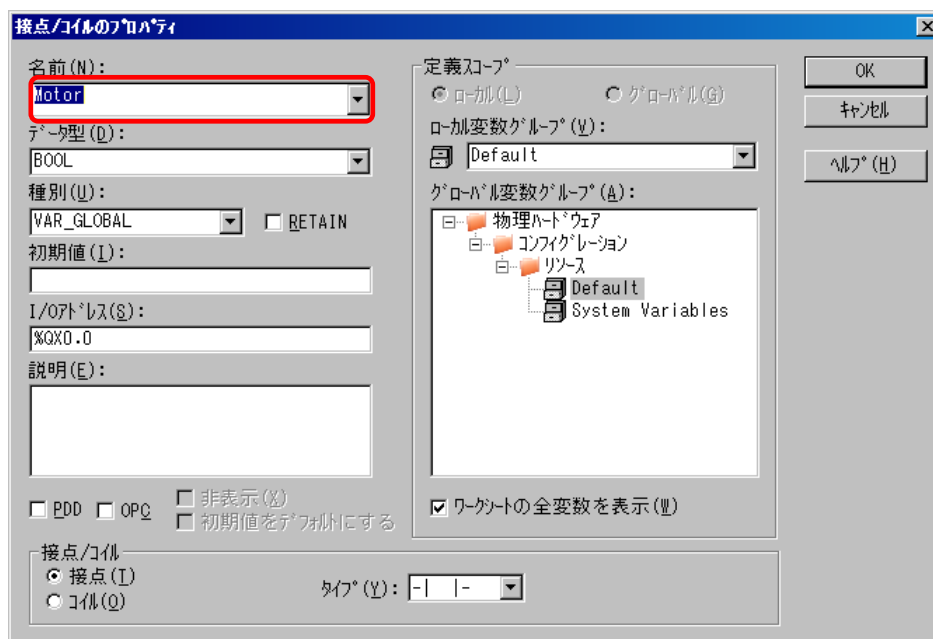 接点/コイルのプロパティ
名前(N):
Motor
データ型(D):
BOOL
種別(U):
VAR_GLOBAL
RETAIN
初期値(I):
I/Oアドレス(S):
%QX0.0
説明(E):
PDD
OPC
非表示(X)
初期値をデフォルトにする
定義スコープ
ローカル(L)
グローバル(G)
ローカル変数グループ(V):
Default
グローバル変数グループ(A):
物理ハードウェア
コンフィグレーション
リソース
Default
System Variables
ワークシートの全変数を表示(W)
OK
キャンセル
ヘルプ(H)
接点/コイル
接点(T)
コイル(O)
タイプ(Y):
-| |-